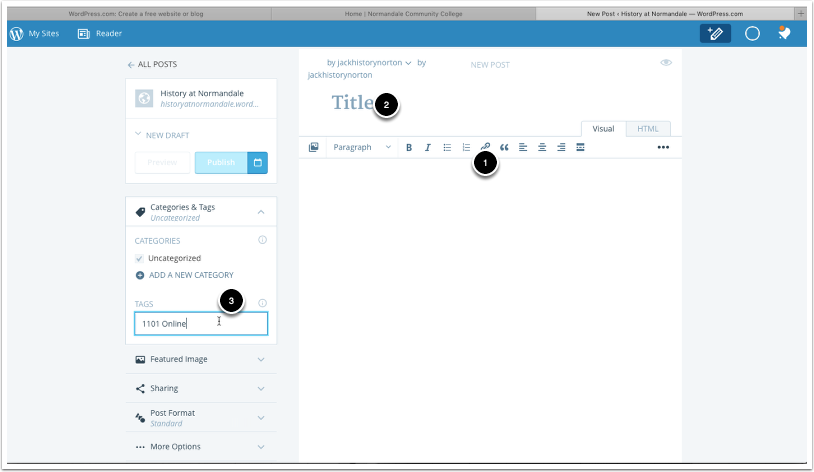 WordPress.com: Create a free website or blog
Home | Normandale Community College
New Post ‹ History at Normandale — WordPress.com
My Sites
Reader
ALL POSTS
History at Normandale
historyatnormandale.word...
NEW DRAFT
Preview
Publish
Categories & Tags
Uncategorized
CATEGORIES
Uncategorized
ADD A NEW CATEGORY
TAGS
3
1101 Online
Featured Image
Sharing
Post Format
Standard
More Options
by jackhistorynorton by
jackhistorynorton
NEW POST
Title
2
Visual
HTML
Paragraph
B I
1